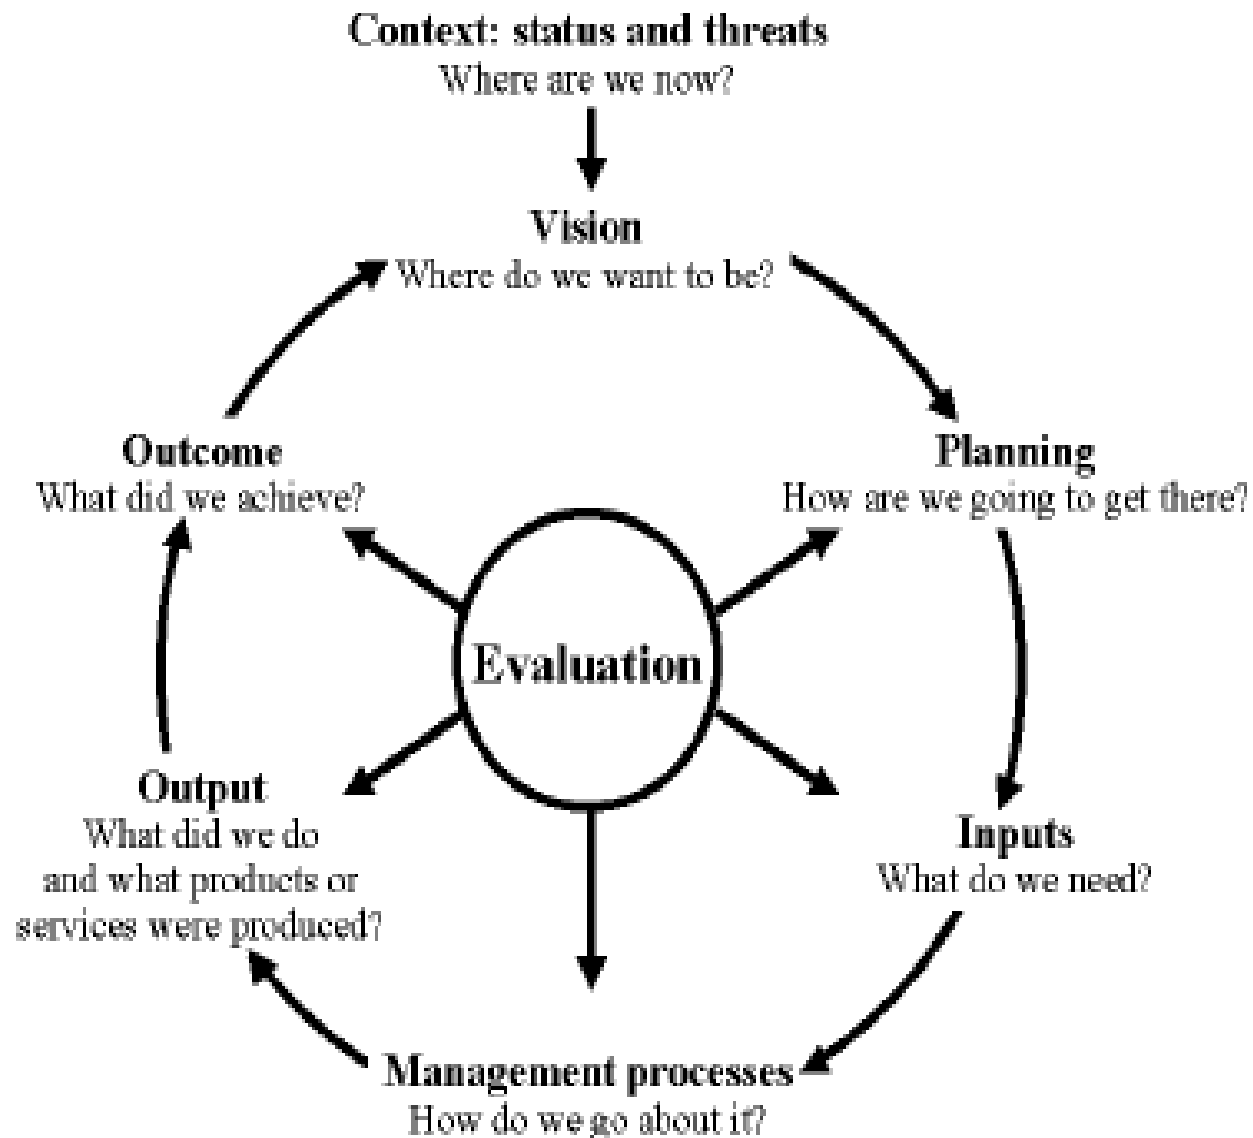 Context: status and threats
Where are we now?
Vision
Where do we want to be?
Planning
How are we going to get there?
Inputs
What do we need?
Management processes
How do we go about it?
Output
What did we do
and what products or
services were produced?
Outcome
What did we achieve?
Evaluation